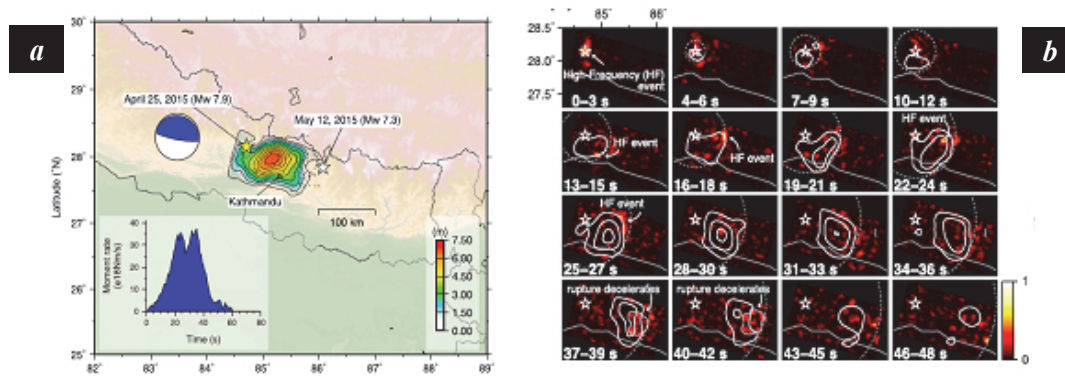 a
30°
29°
28°
27°
26°
25°
Latitude (°N)
April 25, 2015 (Mw 7.9)
May 12, 2015 (Mw 7.3)
Kathmandu
100 km
(m)
7.50
6.00
4.50
3.00
1.50
0.00
Moment rate
(e18Nm/s)
40
30
20
10
0
0 20 40 60 80
Time (s)
82° 83° 84° 85° 86° 87° 88° 89°
b
85° 86°
28.5°
28.0°
27.5°
High-Frequency (HF)
event
0–3 s
4–6 s
7–9 s
10–12 s
HF event
13–15 s
HF event
16–18 s
19–21 s
HF event
22–24 s
HF event
25–27 s
28–30 s
31–33 s
34–36 s
rupture decelerates
37–39 s
rupture decelerates
40–42 s
43–45 s
46–48 s
1
0